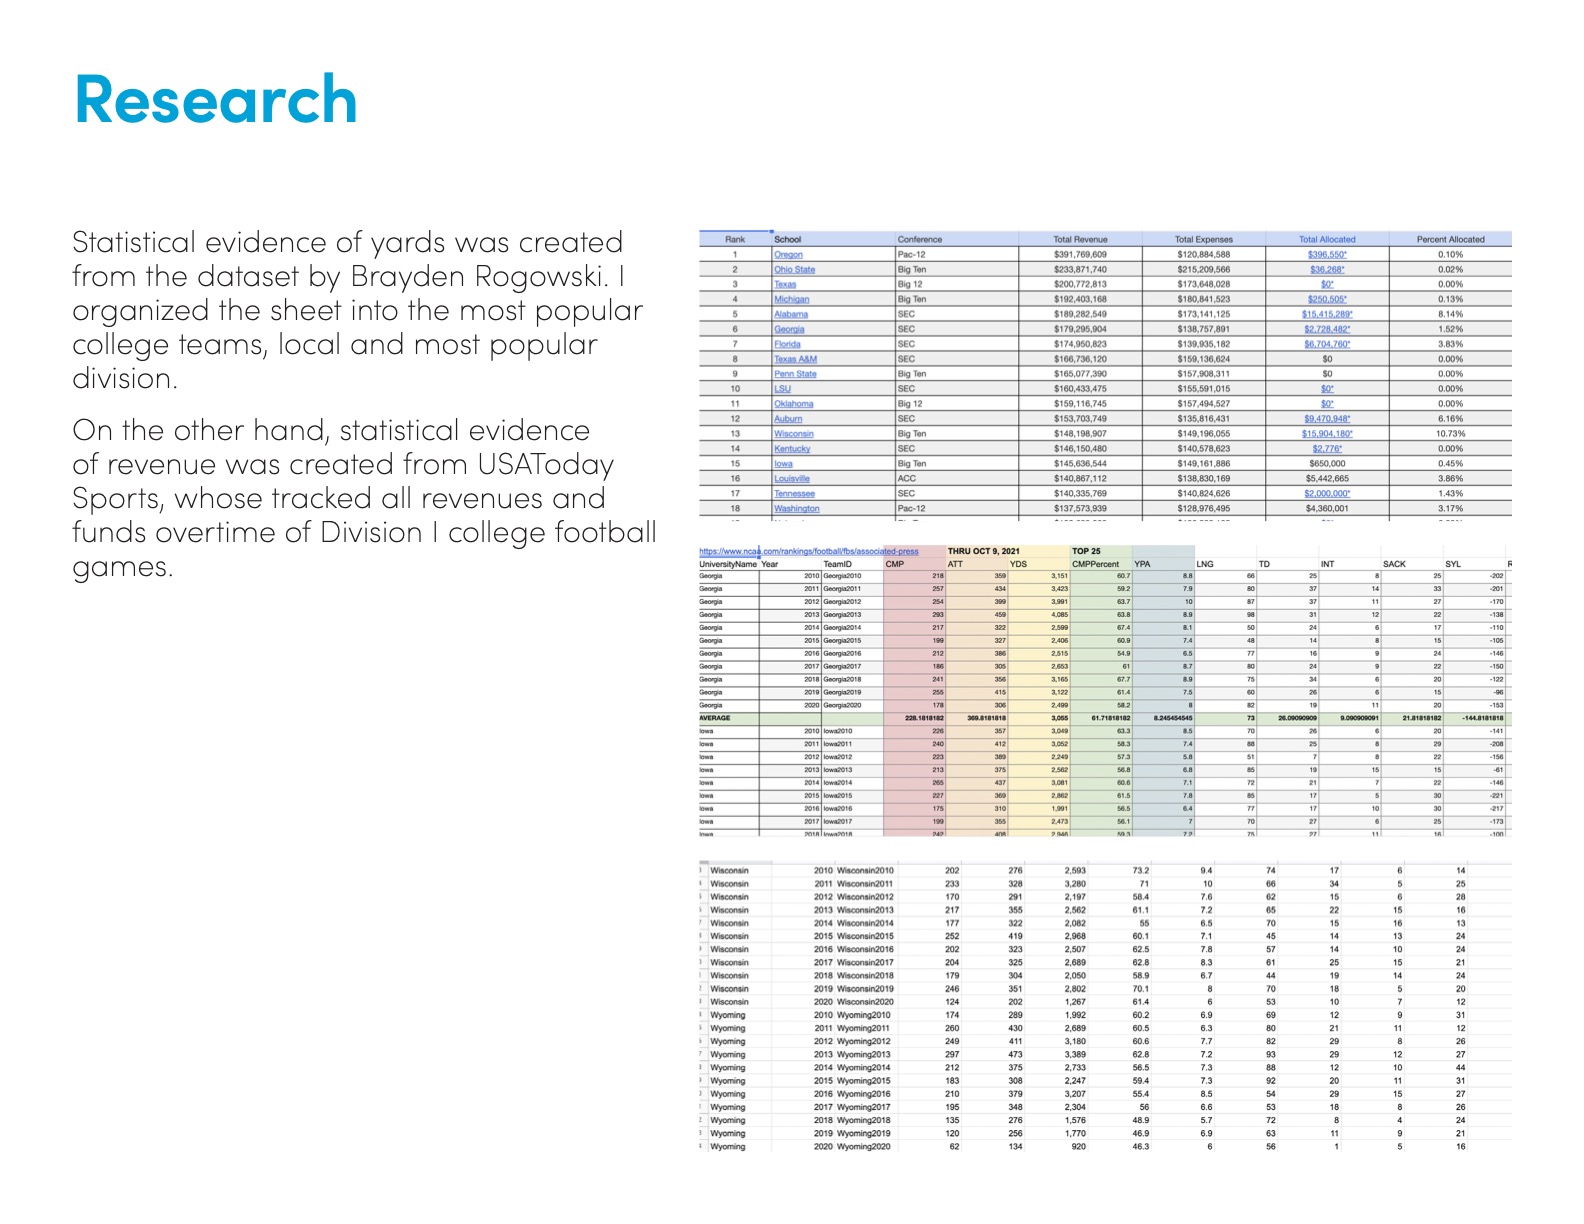 Research
Statistical evidence of yards was created
from the dataset by Brayden Rogowski. I
organized the sheet into the most popular
college teams, local and most popular
division.
On the other hand, statistical evidence
of revenue was created from USAToday
Sports, whose tracked all revenues and
funds overtime of Division I college football
games.
Rank School Conference Total Revenue Total Expenses Total Allocated Percent Allocated
1 Oregon Pac-12 $391,769,609 $120,884,588 $396,550* 0.10%
2 Ohio State Big Ten $233,871,740 $215,209,566 $36,268* 0.02%
3 Texas Big 12 $200,772,813 $173,648,028 $0* 0.00%
4 Michigan Big Ten $192,403,168 $180,841,523 $250,505* 0.13%
5 Alabama SEC $189,282,549 $173,141,125 $15,415,289* 8.14%
6 Georgia SEC $179,295,904 $138,757,891 $2,728,482* 1.52%
7 Florida SEC $174,950,823 $139,935,182 $6,704,760* 3.83%
8 Texas A&M SEC $166,736,120 $159,136,624 $0 0.00%
9 Penn State Big Ten $165,077,390 $157,908,311 $0 0.00%
10 LSU SEC $160,433,475 $155,591,015 $0* 0.00%
11 Oklahoma Big 12 $159,116,745 $157,494,527 $0* 0.00%
12 Auburn SEC $153,703,749 $135,816,431 $9,470,948* 6.16%
13 Wisconsin Big Ten $148,198,907 $149,196,055 $15,904,180* 10.73%
14 Kentucky SEC $146,150,480 $140,578,623 $2,776* 0.00%
15 Iowa Big Ten $145,636,544 $149,161,886 $650,000 0.45%
16 Louisville ACC $140,867,112 $138,830,169 $5,442,665 3.86%
17 Tennessee SEC $140,335,769 $140,824,626 $2,000,000* 1.43%
18 Washington Pac-12 $137,573,939 $128,976,495 $4,360,001 3.17%
https://www.ncaa.com/rankings/football/fbs/associated-press THRU OCT 9, 2021 TOP 25
UniversityName Year TeamID CMP ATT YDS CMPPercent YPA LNG TD INT SACK SYL R
Georgia 2010 Georgia2010 218 359 3,151 60.7 8.8 66 25 8 25 -202
Georgia 2011 Georgia2011 257 434 3,423 59.2 7.9 80 37 14 33 -201
Georgia 2012 Georgia2012 254 399 3,991 63.7 10 87 37 11 27 -170
Georgia 2013 Georgia2013 293 459 4,085 63.8 8.9 98 31 12 22 -138
Georgia 2014 Georgia2014 217 322 2,599 67.4 8.1 50 24 6 17 -110
Georgia 2015 Georgia2015 199 327 2,406 60.9 7.4 48 14 8 15 -105
Georgia 2016 Georgia2016 212 386 2,515 54.9 6.5 77 16 9 24 -146
Georgia 2017 Georgia2017 186 305 2,653 61 8.7 80 24 9 22 -150
Georgia 2018 Georgia2018 241 356 3,165 67.7 8.9 75 34 6 20 -122
Georgia 2019 Georgia2019 255 415 3,122 61.4 7.5 60 26 6 15 -96
Georgia 2020 Georgia2020 178 306 2,499 58.2 8 82 19 11 20 -153
AVERAGE 228.1818182 369.8181818 3,055 61.71818182 8.245454545 73 26.09090909 9.090909091 21.81818182 -144.8181818
Iowa 2010 Iowa2010 226 357 3,049 63.3 8.5 70 26 6 20 -141
Iowa 2011 Iowa2011 240 412 3,052 58.3 7.4 88 25 8 29 -208
Iowa 2012 Iowa2012 223 389 2,249 57.3 5.8 51 7 8 22 -156
Iowa 2013 Iowa2013 213 375 2,562 56.8 6.8 85 19 15 15 -61
Iowa 2014 Iowa2014 265 437 3,081 60.6 7.1 72 21 7 22 -146
Iowa 2015 Iowa2015 227 369 2,862 61.5 7.8 85 17 5 30 -221
Iowa 2016 Iowa2016 175 310 1,991 56.5 6.4 77 17 10 30 -217
Iowa 2017 Iowa2017 199 355 2,473 56.1 7 70 27 6 25 -173
Iowa 2018 Iowa2018 242 408 2,946 59.3 7.2 75 27 11 16 -100
Wisconsin 2010 Wisconsin2010 202 276 2,593 73.2 9.4 74 17 6 14
Wisconsin 2011 Wisconsin2011 233 328 3,280 71 10 66 34 5 25
Wisconsin 2012 Wisconsin2012 170 291 2,197 58.4 7.6 62 15 6 28
Wisconsin 2013 Wisconsin2013 217 355 2,562 61.1 7.2 65 22 15 16
Wisconsin 2014 Wisconsin2014 177 322 2,082 55 6.5 70 15 16 13
Wisconsin 2015 Wisconsin2015 252 419 2,968 60.1 7.1 45 14 13 24
Wisconsin 2016 Wisconsin2016 202 323 2,507 62.5 7.8 57 14 10 24
Wisconsin 2017 Wisconsin2017 204 325 2,689 62.8 8.3 61 25 15 21
Wisconsin 2018 Wisconsin2018 179 304 2,050 58.9 6.7 44 19 14 24
Wisconsin 2019 Wisconsin2019 246 351 2,802 70.1 8 70 18 5 20
Wisconsin 2020 Wisconsin2020 124 202 1,267 61.4 6 53 10 7 12
Wyoming 2010 Wyoming2010 174 289 1,992 60.2 6.9 69 12 9 31
Wyoming 2011 Wyoming2011 260 430 2,689 60.5 6.3 80 21 11 12
Wyoming 2012 Wyoming2012 249 411 3,180 60.6 7.7 82 29 8 26
Wyoming 2013 Wyoming2013 297 473 3,389 62.8 7.2 93 29 12 27
Wyoming 2014 Wyoming2014 212 375 2,733 56.5 7.3 88 12 10 44
Wyoming 2015 Wyoming2015 183 308 2,247 59.4 7.3 92 20 11 31
Wyoming 2016 Wyoming2016 210 379 3,207 55.4 8.5 54 29 15 27
Wyoming 2017 Wyoming2017 195 348 2,304 56 6.6 53 18 8 26
Wyoming 2018 Wyoming2018 135 276 1,576 48.9 5.7 72 8 4 24
Wyoming 2019 Wyoming2019 120 256 1,770 46.9 6.9 63 11 9 21
Wyoming 2020 Wyoming2020 62 134 920 46.3 6 56 1 5 16